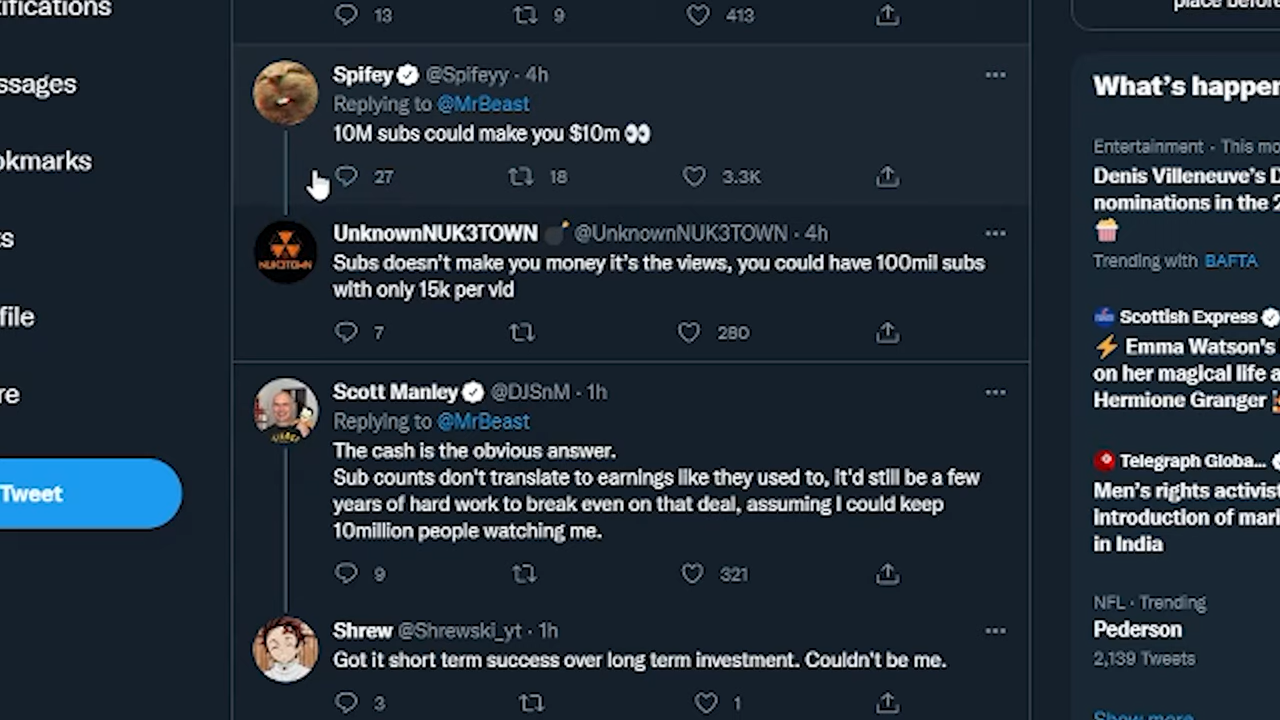 ifications
ssages
okmarks
ts
file
re
Tweet
13 9 413
Spifey @Spifeyy · 4h
Replying to @MrBeast
10M subs could make you $10m 👀
27 18 3.3K
UnknownNUK3TOWN 💣 @UnknownNUK3TOWN · 4h
Subs doesn't make you money it's the views, you could have 100mil subs
with only 15k per vid
7 280
NUK3TOWN
Scott Manley @DJSnM · 1h
Replying to @MrBeast
The cash is the obvious answer.
Sub counts don't translate to earnings like they used to, it'd still be a few
years of hard work to break even on that deal, assuming I could keep
10million people watching me.
9 321
Shrew @Shrewski_yt · 1h
Got it short term success over long term investment. Couldn't be me.
3 1
place before
What's happen
Entertainment · This mo
Denis Villeneuve's D
nominations in the 2
🍿
Trending with BAFTA
Scottish Express
⚡ Emma Watson's
on her magical life a
Hermione Granger
Telegraph Globa...
Men's rights activist
introduction of mari
in India
NFL · Trending
Pederson
2,139 Tweets
Show more